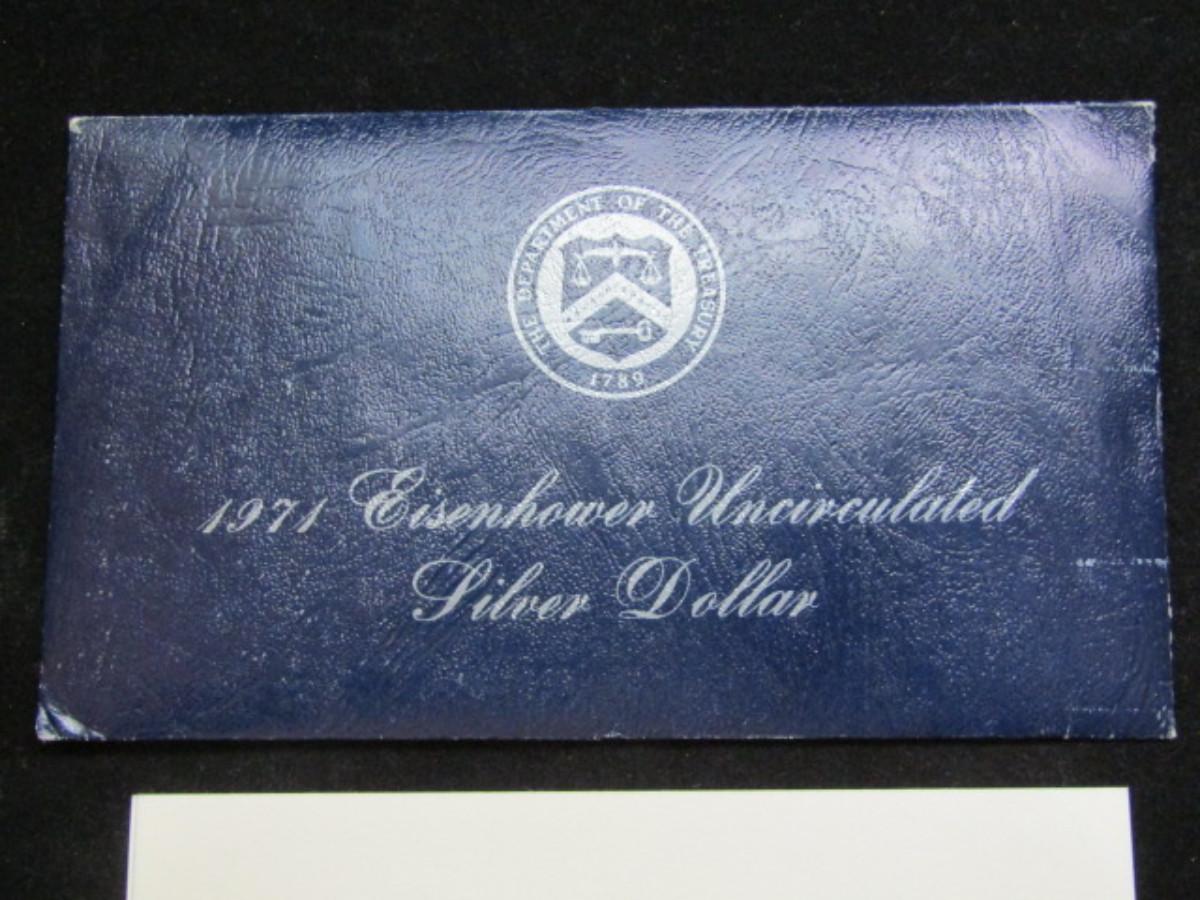 THE DEPARTMENT OF THE TREASURY
1789
1971 Eisenhower Uncirculated
Silver Dollar